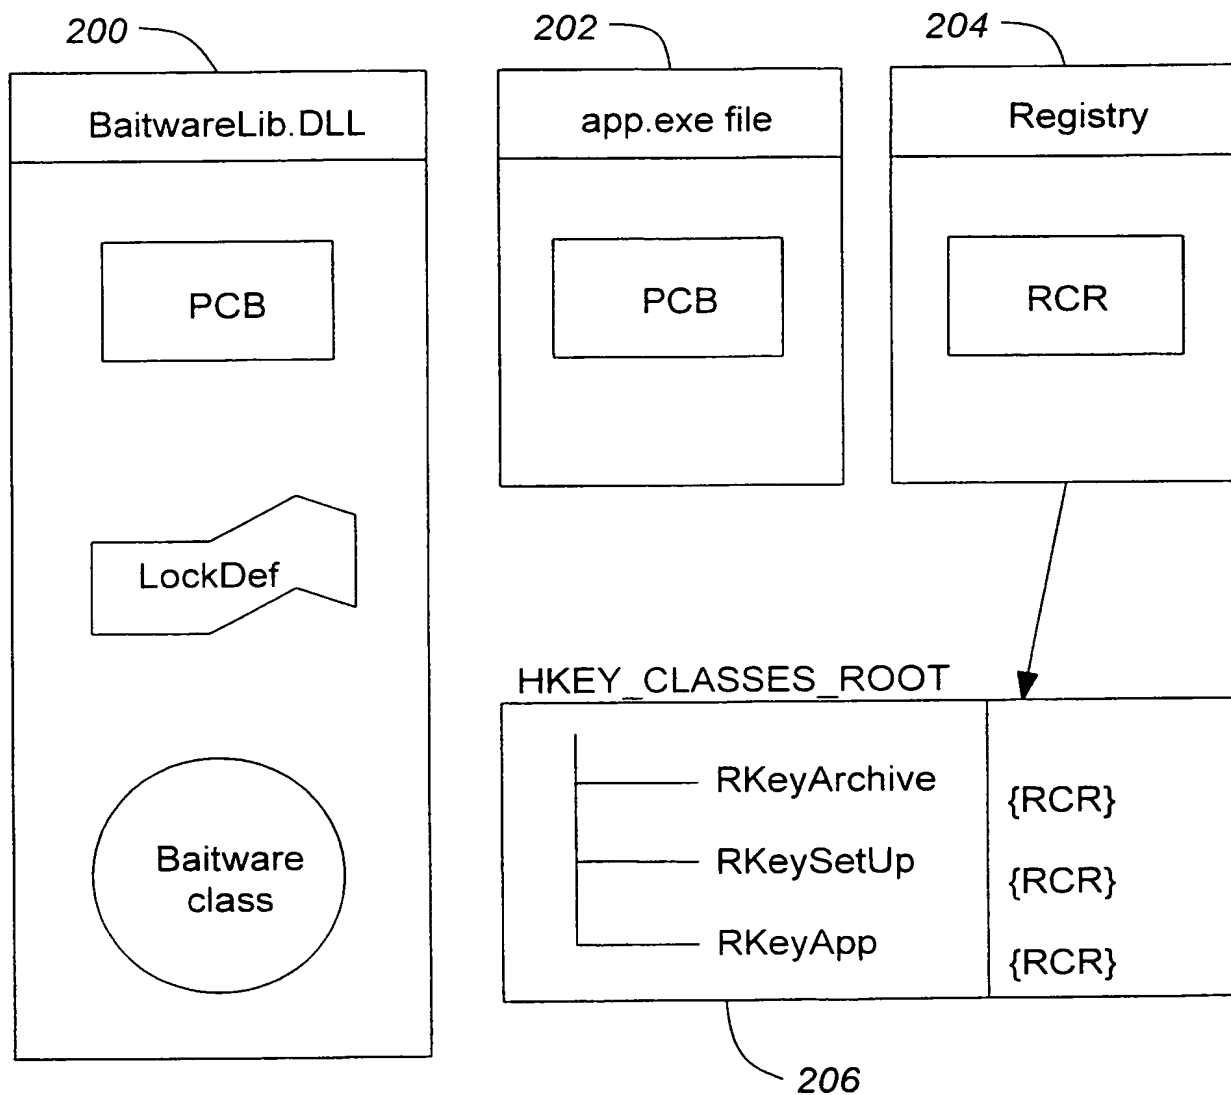 200
202
204
BaitwareLib.DLL
app.exe file
Registry
PCB
PCB
RCR
LockDef
HKEY_CLASSES_ROOT
RKeyArchive
{RCR}
RKeySetUp
{RCR}
RKeyApp
{RCR}
Baitware
class
206